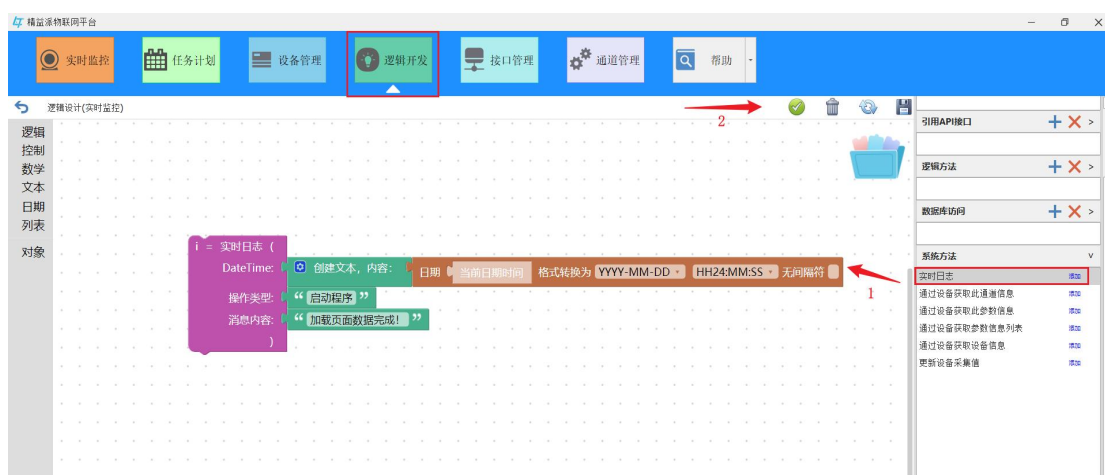 精益派物联网平台
实时监控 任务计划 设备管理 逻辑开发 接口管理 通道管理 帮助
逻辑设计(实时监控)
2
逻辑
控制
数学
文本
日期
列表
对象
i = 实时日志 (
DateTime: 创建文本，内容: 日期 当前日期时间 格式转换为 YYYY-MM-DD HH24:MM:SS 无间隔符
操作类型: “ 启动程序 ”
消息内容: “ 加载页面数据完成！ ”
)
1
引用API接口
逻辑方法
数据库访问
系统方法
实时日志 添加
通过设备获取此通道信息 添加
通过设备获取此参数信息 添加
通过设备获取参数信息列表 添加
通过设备获取设备信息 添加
更新设备采集值 添加